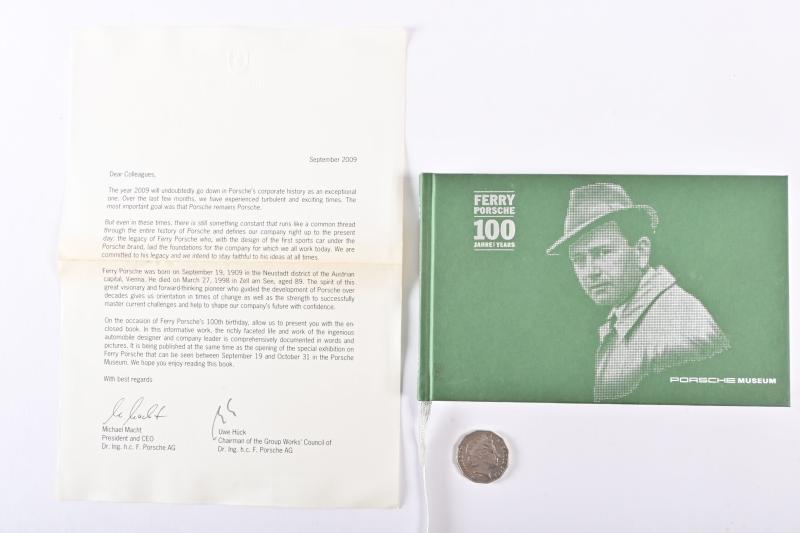 September 2009
Dear Colleagues,
The year 2009 will undoubtedly go down in Porsche's corporate history as an exceptional
one. Over the last few months, we have experienced turbulent and exciting times. The
most important goal was that Porsche remains Porsche.
But even in these times, there is still something constant that runs like a common thread
through the entire history of Porsche and defines our company right up to the present
day: the legacy of Ferry Porsche who, with the design of the first sports car under the
Porsche brand, laid the foundations for the company for which we all work today. We are
committed to his legacy and we intend to stay faithful to his ideas at all times.
Ferry Porsche was born on September 19, 1909 in the Neustadt district of the Austrian
capital, Vienna. He died on March 27, 1998 in Zell am See, aged 89. The spirit of this
great visionary and forward-thinking pioneer who guided the development of Porsche over
decades gives us orientation in times of change as well as the strength to successfully
master current challenges and help to shape our company's future with confidence.
On the occasion of Ferry Porsche's 100th birthday, allow us to present you with the en-
closed book. In this informative work, the richly faceted life and work of the ingenious
automobile designer and company leader is comprehensively documented in words and
pictures. It is being published at the same time as the opening of the special exhibition on
Ferry Porsche that can be seen between September 19 and October 31 in the Porsche
Museum. We hope you enjoy reading this book.
With best regards
Michael Macht
President and CEO
Dr. Ing. h.c. F. Porsche AG
Uwe Hück
Chairman of the Group Works' Council of
Dr. Ing. h.c. F. Porsche AG
FERRY
PORSCHE
100
JAHRE/YEARS
PORSCHE MUSEUM